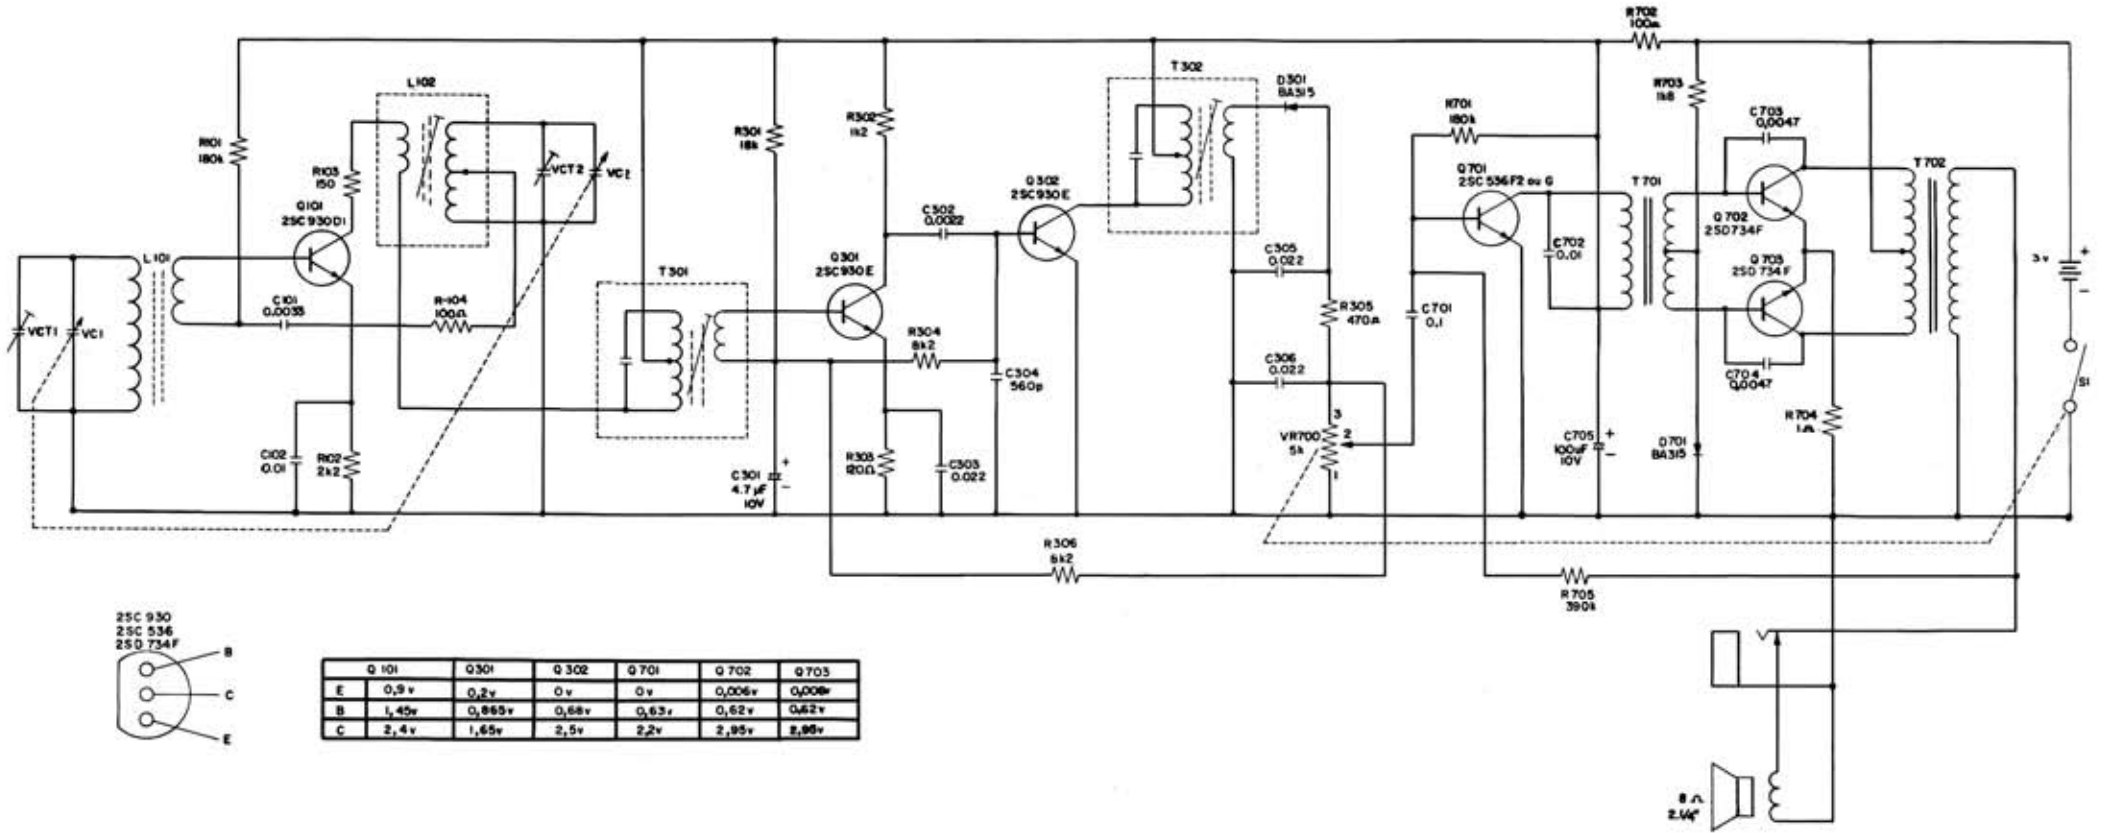 R702
100Ω
L102
T302
D301
BA315
R703
1k8
C703
0,0047
R101
180k
R103
150
VCT2
VC2
R301
18k
R302
1k2
R701
180k
Q701
2SC536F2 ou G
T701
T702
Q302
2SC930E
Q101
2SC930D1
C302
0.0022
Q702
2SD734F
L101
T301
Q301
2SC930E
C305
0.022
C702
0.01
Q703
2SD734F
3v
+
-
C101
0.0033
R-104
100Ω
VCT1
VC1
R304
8k2
R305
470Ω
C701
0.1
C304
560p
C306
0.022
C704
0,0047
S1
3
2
1
VR700
5k
R704
1Ω
C102
0.01
R102
2k2
C301
4.7µF
10V
+
-
R303
120Ω
C303
0.022
C705
100uF
10V
+
-
D701
BA315
R306
R705
390k
2SC930
2SC536
2SD734F
B
C
E
Q101 Q301 Q302 Q701 Q702 Q703
E 0,9v 0,2v 0v 0v 0,006v 0,006v
B 1,45v 0,865v 0,68v 0,63v 0,62v 0,62v
C 2,4v 1,65v 2,5v 2,2v 2,95v 2,95v
8Ω
2.1/4"